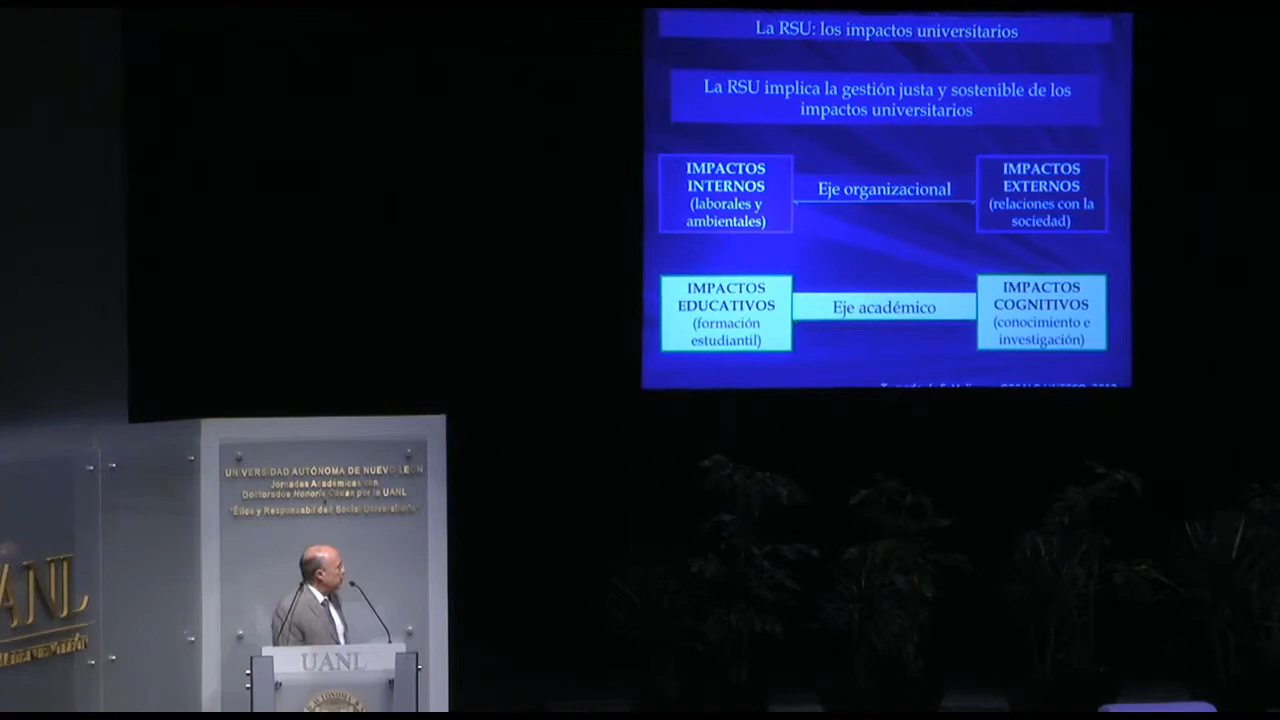 La RSU: los impactos universitarios
La RSU implica la gestión justa y sostenible de los
impactos universitarios
IMPACTOS
INTERNOS
(laborales y
ambientales)
Eje organizacional
IMPACTOS
EXTERNOS
(relaciones con la
sociedad)
IMPACTOS
EDUCATIVOS
(formación
estudiantil)
Eje académico
IMPACTOS
COGNITIVOS
(conocimiento e
investigación)
UNIVERSIDAD AUTÓNOMA DE NUEVO LEÓN
Jornadas Académicas con
Doctorados Honoris Causa por la UANL
"Ética y Responsabilidad Social Universitaria"
UANL
UANL